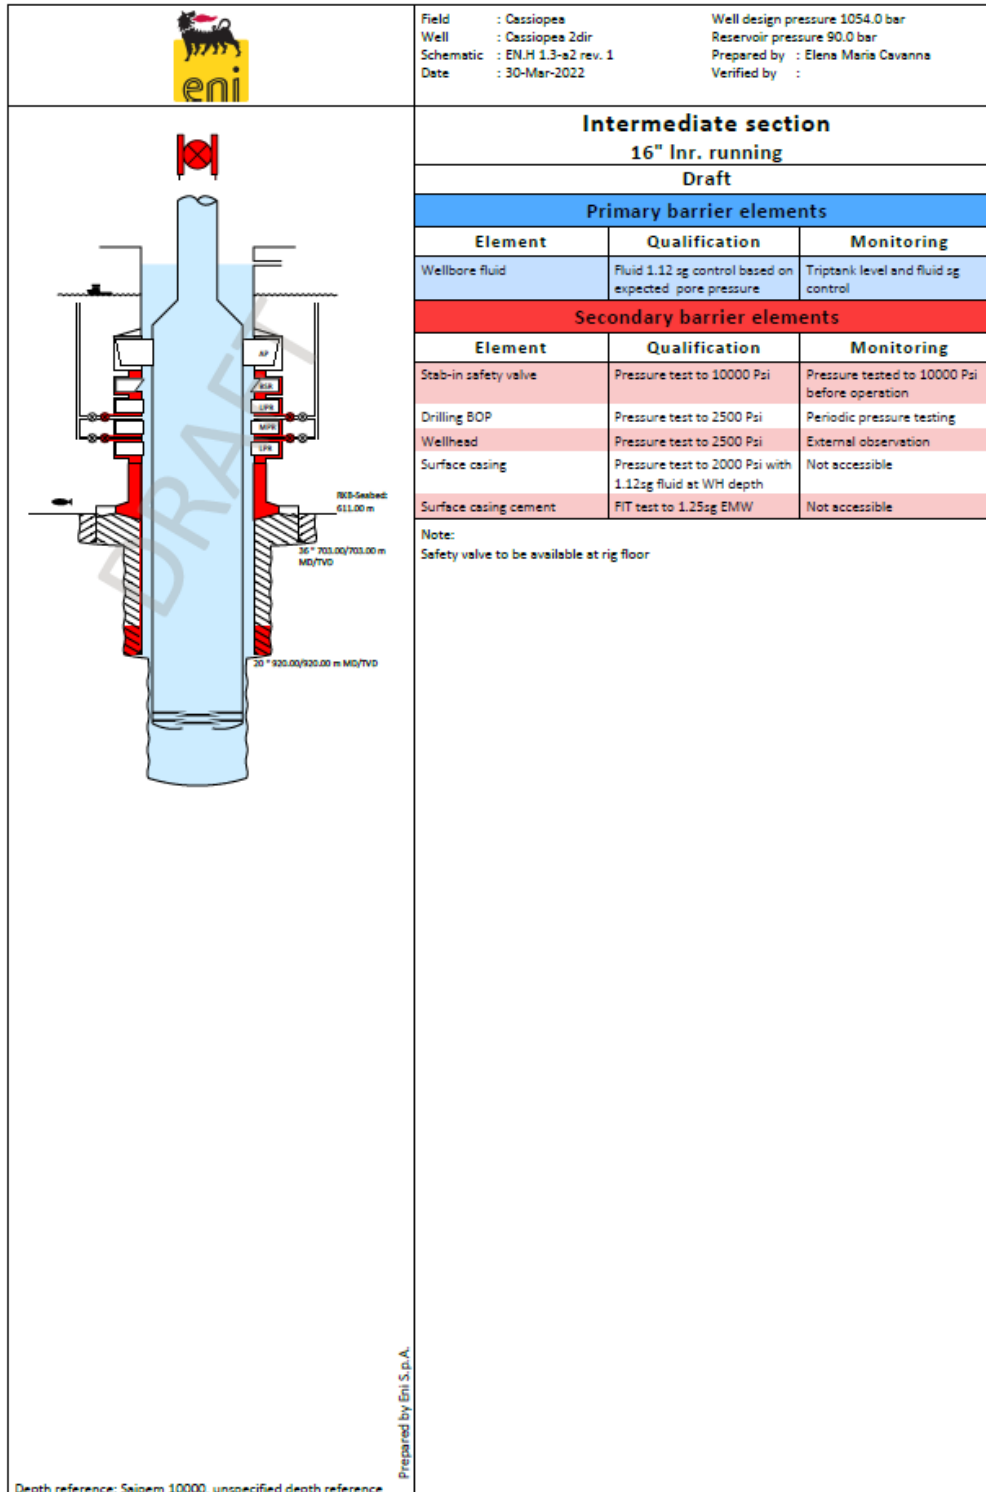 eni
Field : Cassiopea
Well : Cassiopea 2dir
Schematic : EN.H 1.3-a2 rev. 1
Date : 30-Mar-2022
Well design pressure 1054.0 bar
Reservoir pressure 90.0 bar
Prepared by : Elena Maria Cavanna
Verified by :
Intermediate section
16" lnr. running
Draft
Primary barrier elements
Element Qualification Monitoring
Wellbore fluid Fluid 1.12 sg control based on Triptank level and fluid sg
expected pore pressure control
Secondary barrier elements
Element Qualification Monitoring
Stab-in safety valve Pressure test to 10000 Psi Pressure tested to 10000 Psi
before operation
Drilling BOP Pressure test to 2500 Psi Periodic pressure testing
Wellhead Pressure test to 2500 Psi External observation
Surface casing Pressure test to 2000 Psi with Not accessible
1.12sg fluid at WH depth
Surface casing cement FIT test to 1.25sg EMW Not accessible
Note:
Safety valve to be available at rig floor
AP
BSR
UPR
MPR
LPR
RKB-Seabed:
611.00 m
36 " 703.00/703.00 m
MD/TVD
20 " 920.00/920.00 m MD/TVD
DRAFT
Prepared by Eni S.p.A.
Depth reference: Saipem 10000, unspecified depth reference